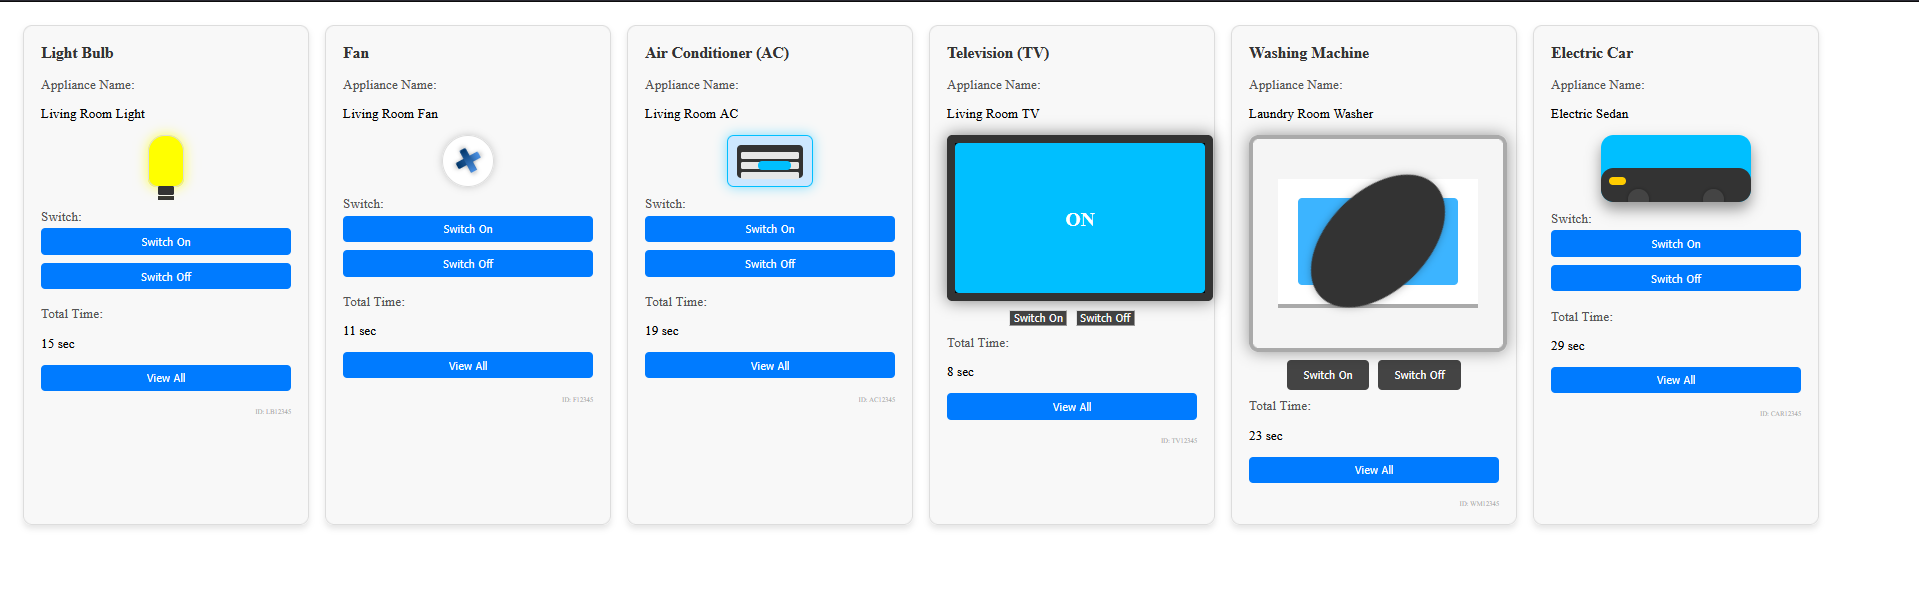 Light Bulb
Appliance Name:
Living Room Light
Switch:
Switch On
Switch Off
Total Time:
15 sec
View All
ID: LB12345
Fan
Appliance Name:
Living Room Fan
Switch:
Switch On
Switch Off
Total Time:
11 sec
View All
ID: F12345
Air Conditioner (AC)
Appliance Name:
Living Room AC
Switch:
Switch On
Switch Off
Total Time:
19 sec
View All
ID: AC12345
Television (TV)
Appliance Name:
Living Room TV
ON
Switch On Switch Off
Total Time:
8 sec
View All
ID: TV12345
Washing Machine
Appliance Name:
Laundry Room Washer
Switch On Switch Off
Total Time:
23 sec
View All
ID: WM12345
Electric Car
Appliance Name:
Electric Sedan
Switch:
Switch On
Switch Off
Total Time:
29 sec
View All
ID: CAR12345